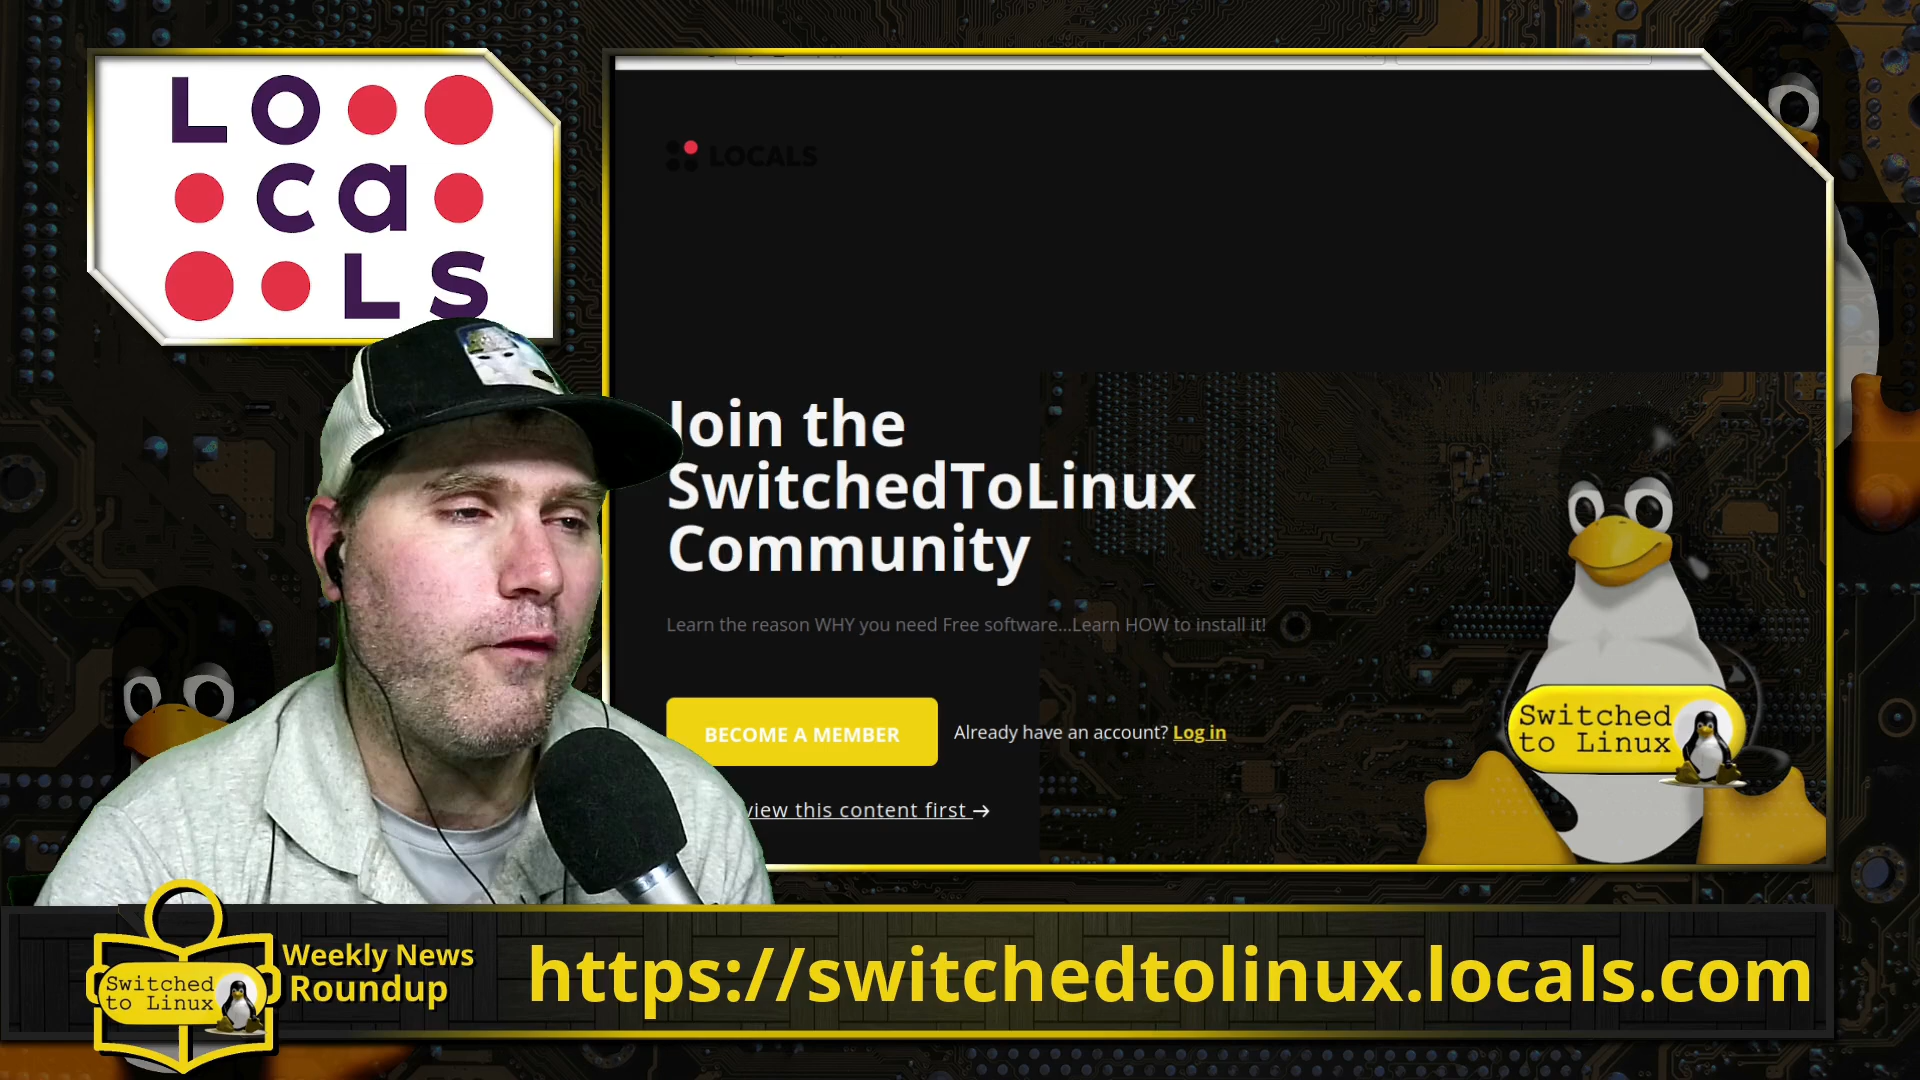 LO
ca
LS
LOCALS
Join the
SwitchedToLinux
Community
Learn the reason WHY you need Free software...Learn HOW to install it!
BECOME A MEMBER
Already have an account? Log in
view this content first →
Switched
to Linux
Switched
to Linux
Weekly News
Roundup
https://switchedtolinux.locals.com